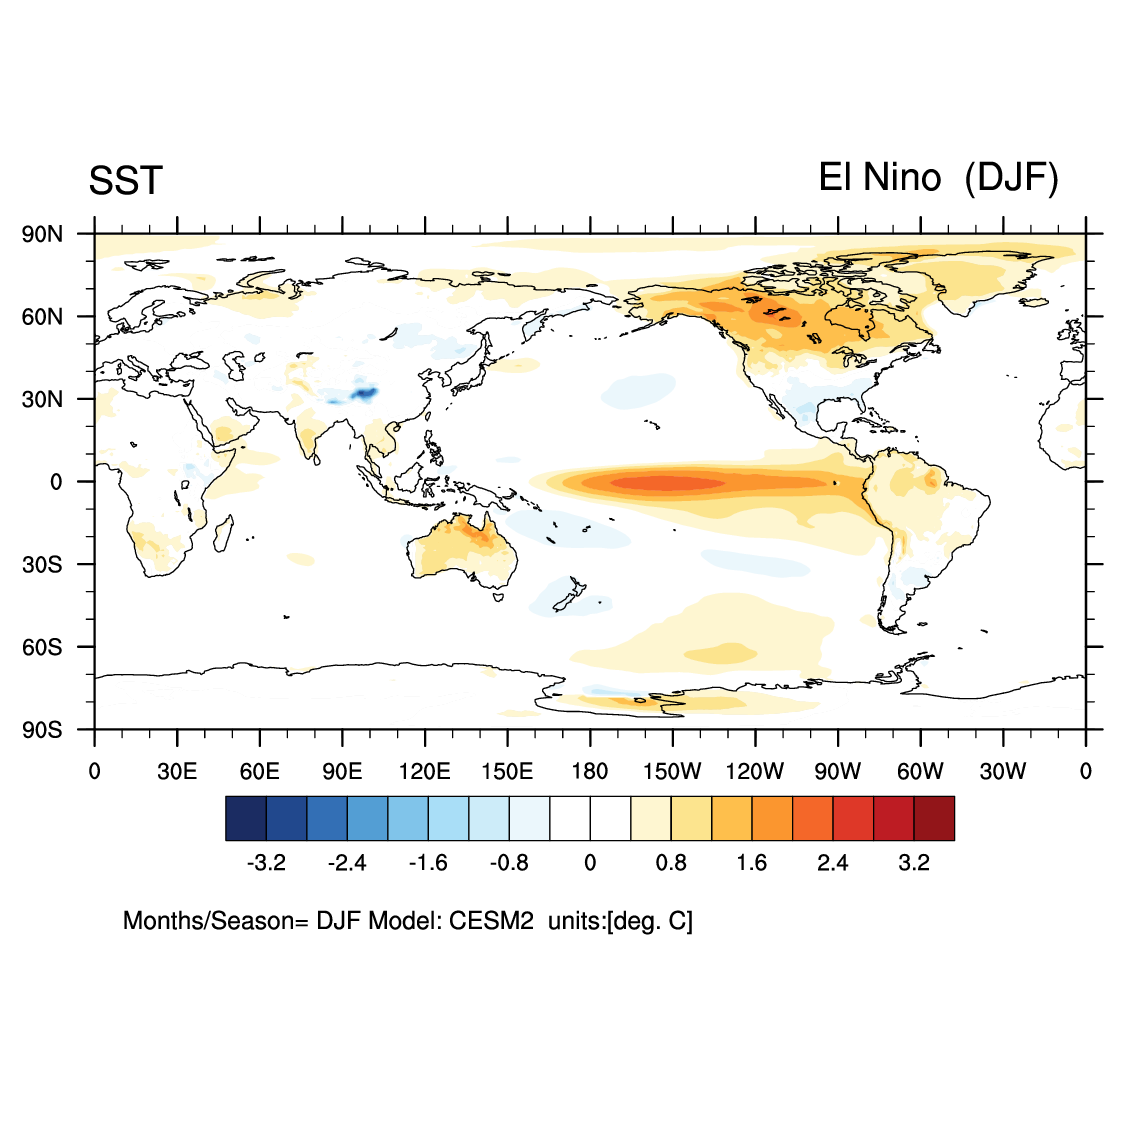 SST El Nino (DJF)
90N
60N
30N
0
30S
60S
90S
0 30E 60E 90E 120E 150E 180 150W 120W 90W 60W 30W 0
-3.2 -2.4 -1.6 -0.8 0 0.8 1.6 2.4 3.2
Months/Season= DJF Model: CESM2 units:[deg. C]